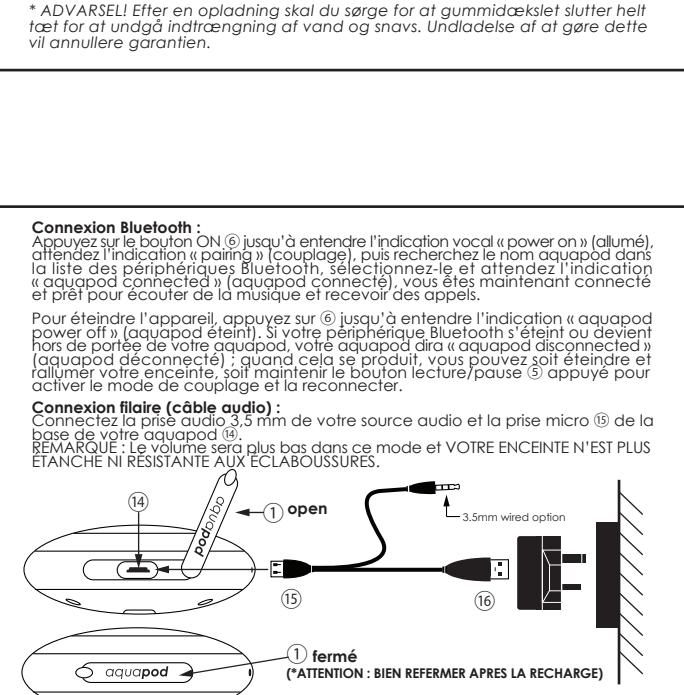 * ADVARSEL! Efter en opladning skal du sørge for at gummidækslet slutter helt
tæt for at undgå indtrængning af vand og snavs. Undladelse af at gøre dette
vil annullere garantien.
Connexion Bluetooth :
Appuyez sur le bouton ON ⑥ jusqu’à entendre l’indication vocal « power on » (allumé),
attendez l’indication « pairing » (couplage), puis recherchez le nom aquapod dans
la liste des périphériques Bluetooth, sélectionnez-le et attendez l’indication
« aquapod connected » (aquapod connecté), vous êtes maintenant connecté
et prêt pour écouter de la musique et recevoir des appels.
Pour éteindre l’appareil, appuyez sur ⑥ jusqu’à entendre l’indication « aquapod
power off » (aquapod éteint). Si votre périphérique Bluetooth s’éteint ou devient
hors de portée de votre aquapod, votre aquapod dira « aquapod disconnected »
(aquapod déconnecté) ; quand cela se produit, vous pouvez soit éteindre et
rallumer votre enceinte, soit maintenir le bouton lecture/pause ⑤ appuyé pour
activer le mode de couplage et la reconnecter.
Connexion filaire (câble audio) :
Connectez la prise audio 3,5 mm de votre source audio et la prise micro ⑮ de la
base de votre aquapod ⑭.
REMARQUE : Le volume sera plus bas dans ce mode et VOTRE ENCEINTE N’EST PLUS
ÉTANCHE NI RÉSISTANTE AUX ÉCLABOUSSURES.
⑭
aquapod
① open
3.5mm wired option
⑮
⑯
aquapod
① fermé
(*ATTENTION : BIEN REFERMER APRES LA RECHARGE)